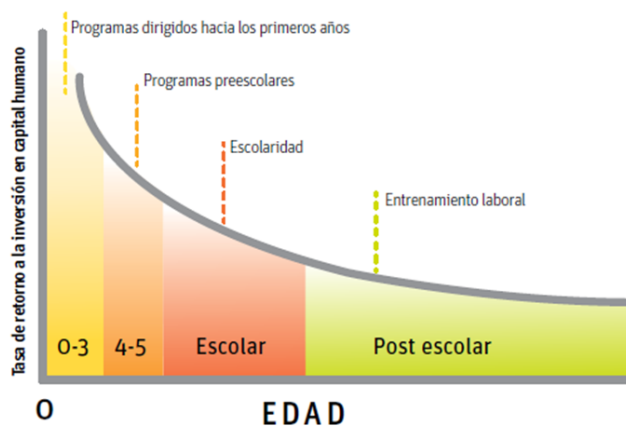 Programas dirigidos hacia los primeros años
Programas preescolares
Escolaridad
Entrenamiento laboral
Tasa de retorno a la inversión en capital humano
0-3
4-5
Escolar
Post escolar
0
EDAD